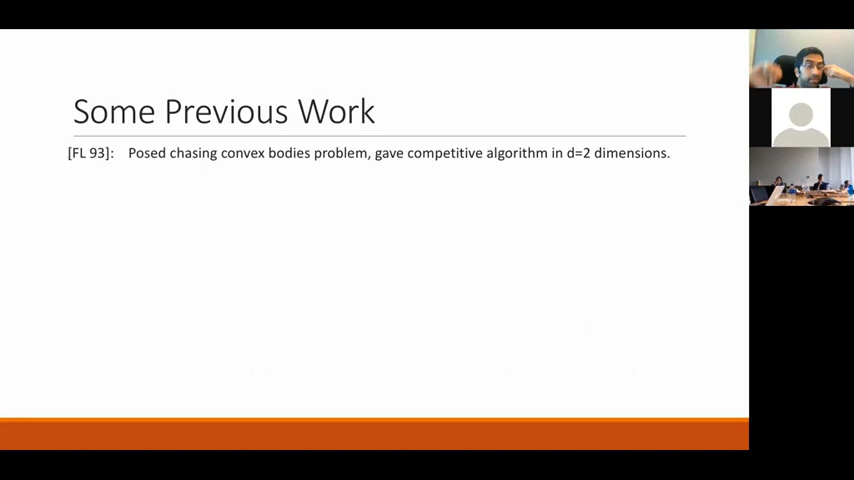 Some Previous Work
[FL 93]: Posed chasing convex bodies problem, gave competitive algorithm in d=2 dimensions.